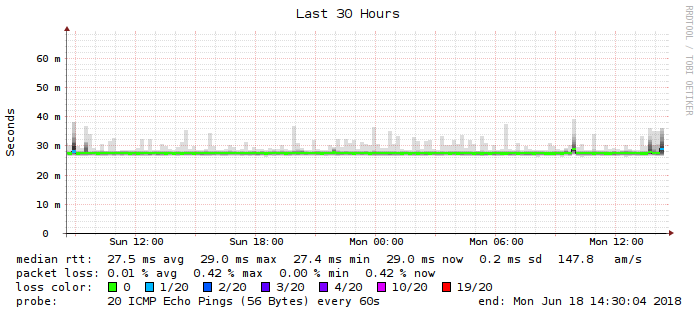 Last 30 Hours
RRDTOOL / TOBI OETIKER
Seconds
60 m
50 m
40 m
30 m
20 m
10 m
0
Sun 12:00 Sun 18:00 Mon 00:00 Mon 06:00 Mon 12:00
median rtt: 27.5 ms avg 29.0 ms max 27.4 ms min 29.0 ms now 0.2 ms sd 147.8 am/s
packet loss: 0.01 % avg 0.42 % max 0.00 % min 0.42 % now
loss color: 0 1/20 2/20 3/20 4/20 10/20 19/20
probe: 20 ICMP Echo Pings (56 Bytes) every 60s end: Mon Jun 18 14:30:04 2018